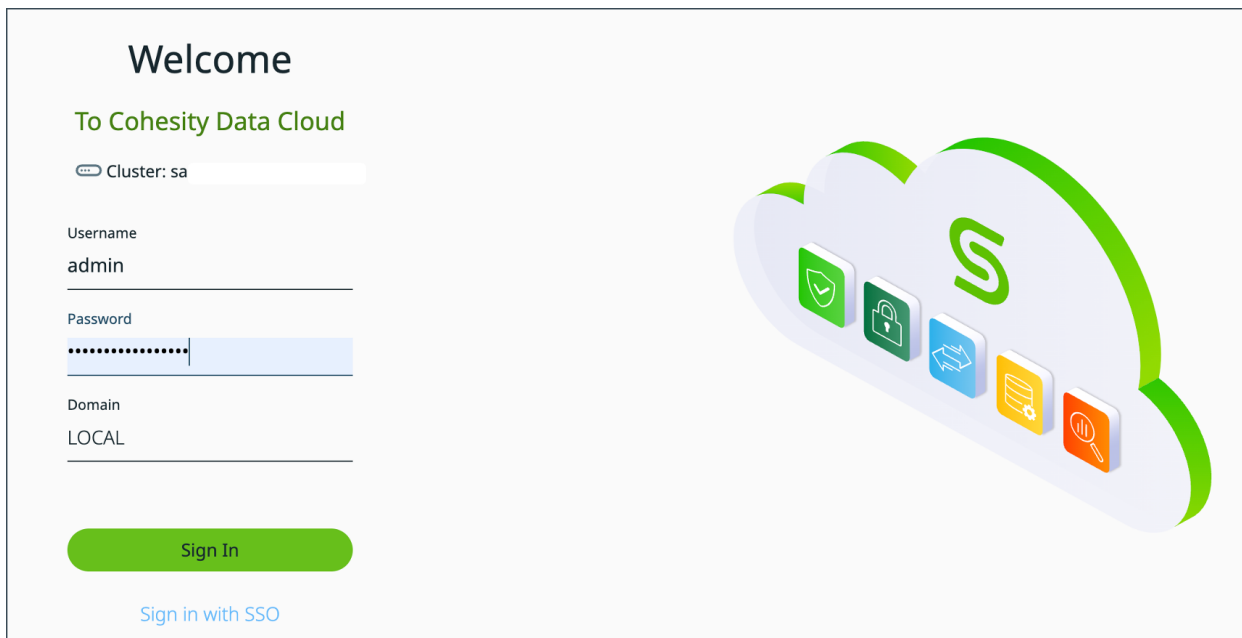 Welcome
To Cohesity Data Cloud
Cluster: sa
Username
admin
Password
•••••••••••••••••
Domain
LOCAL
Sign In
Sign in with SSO